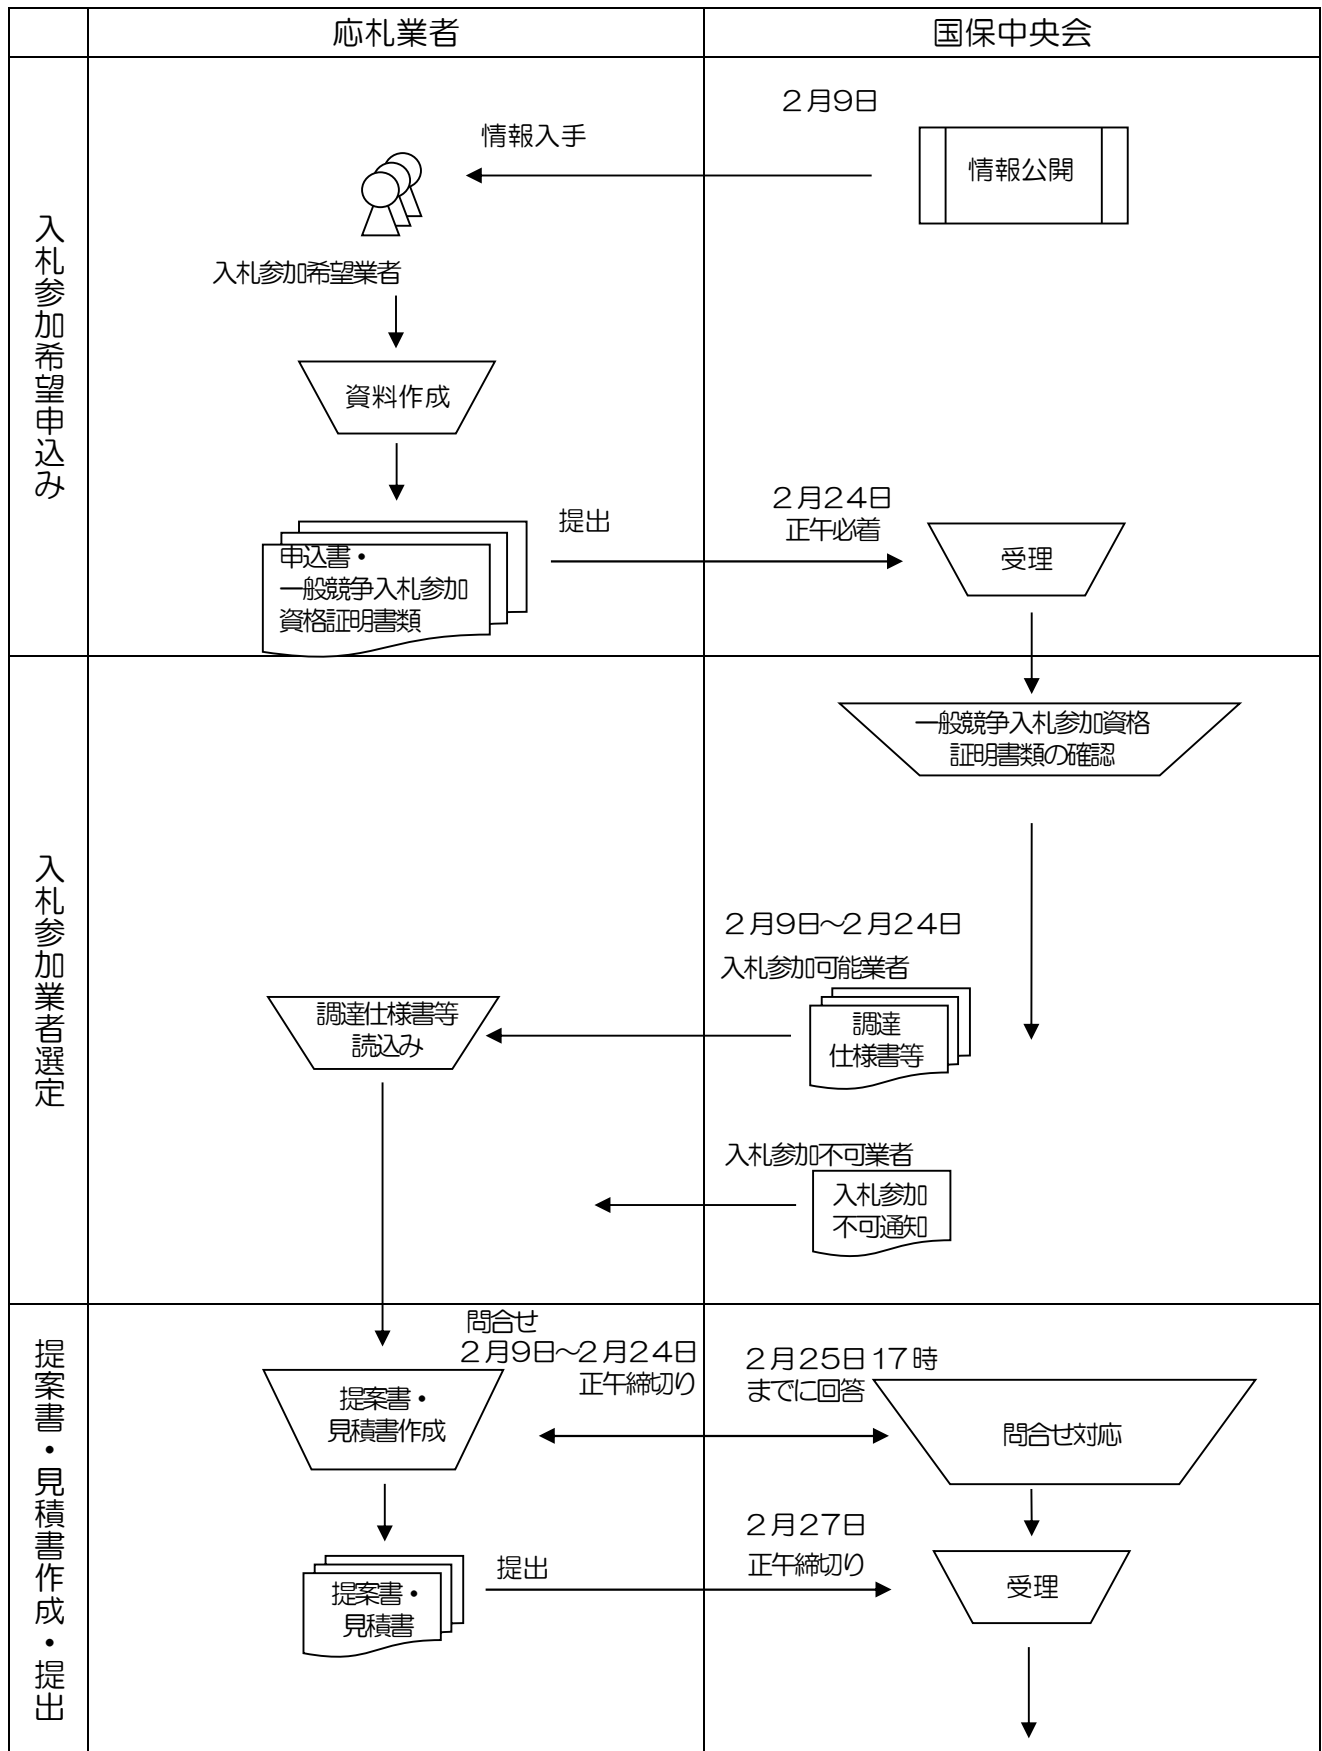 応札業者
国保中央会
入札参加希望申込み
２月９日
情報入手
情報公開
入札参加希望業者
資料作成
申込書・
一般競争入札参加
資格証明書類
提出
２月２４日
正午必着
受理
入札参加業者選定
一般競争入札参加資格
証明書類の確認
２月９日～２月２４日
入札参加可能業者
調達
仕様書等
調達仕様書等
読込み
入札参加不可業者
入札参加
不可通知
提案書・見積書作成・提出
問合せ
２月９日～２月２４日
正午締切り
２月２５日１７時
までに回答
提案書・
見積書作成
問合せ対応
提案書・
見積書
提出
２月２７日
正午締切り
受理